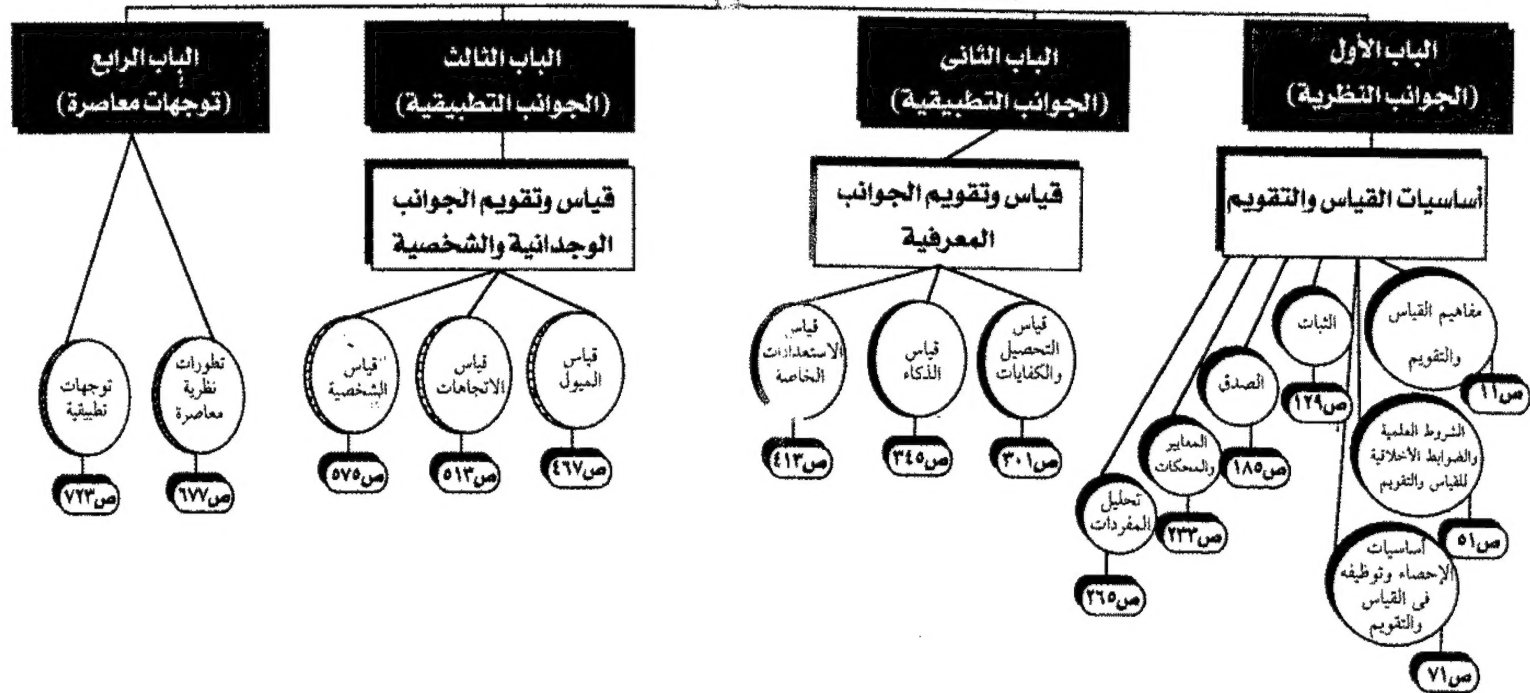 الباب الأول
(الجوانب النظرية)
أساسيات القياس والتقويم
مفاهيم القياس
والتقويم
ص١١
الشروط العلمية
والضوابط الأخلاقية
للقياس والتقويم
ص٥١
أساسيات
الإحصاء وتوظيفه
فى القياس
والتقويم
ص٧١
الثبات
ص١٢٩
الصدق
ص١٨٥
المعايير
والمحكات
ص٢٣٣
تحليل
المفردات
ص٢٦٥
الباب الثانى
(الجوانب التطبيقية)
قياس وتقويم الجوانب
المعرفية
قياس
التحصيل
والكفايات
ص٣٠١
قياس
الذكاء
ص٣٤٥
قياس
الاستعدادات
الخاصة
ص٤١٣
الباب الثالث
(الجوانب التطبيقية)
قياس وتقويم الجوانب
الوجدانية والشخصية
قياس
الميول
ص٤٦٧
قياس
الاتجاهات
ص٥١٣
قياس
الشخصية
ص٥٧٥
الباب الرابع
(توجهات معاصرة)
تطورات
نظرية
معاصرة
ص٦٧٧
توجهات
تطبيقية
ص٧٢٣